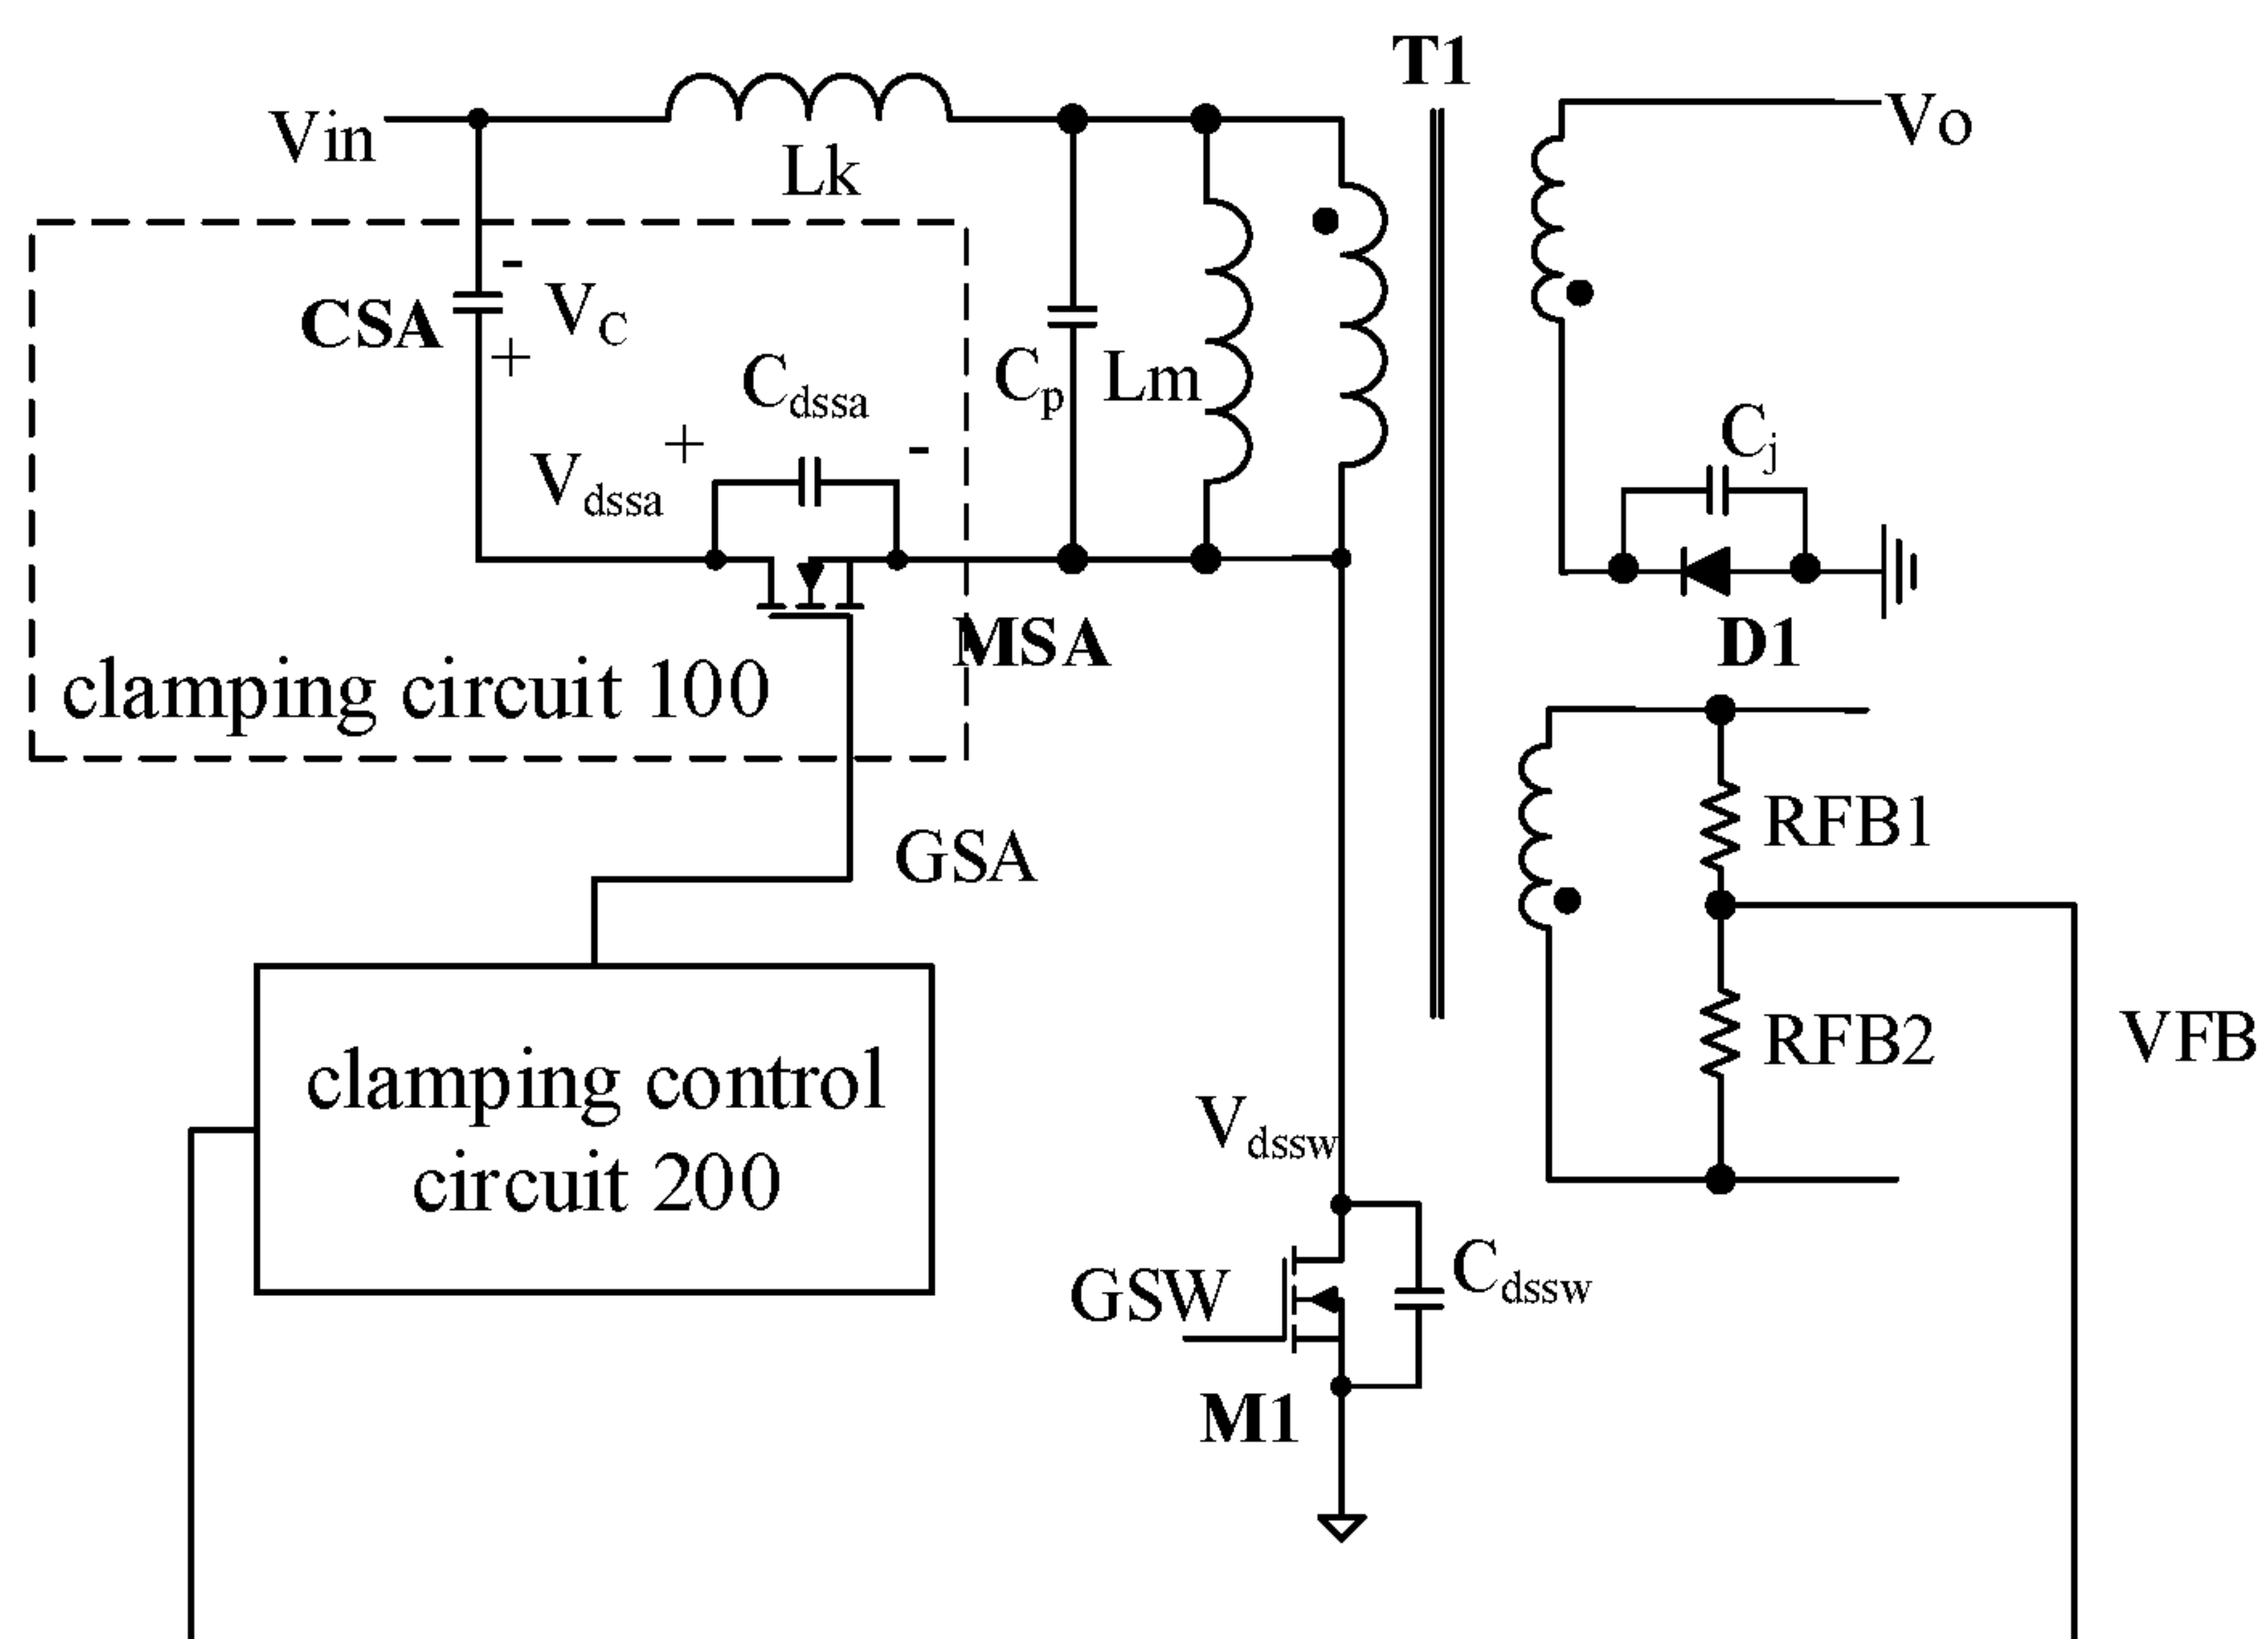 T1
Vin
Vo
Lk
-
CSA
VC
+
Cdssa
Cp
Lm
Cj
Vdssa
+
-
MSA
D1
clamping circuit 100
RFB1
GSA
RFB2
VFB
clamping control
circuit 200
Vdssw
GSW
Cdssw
M1